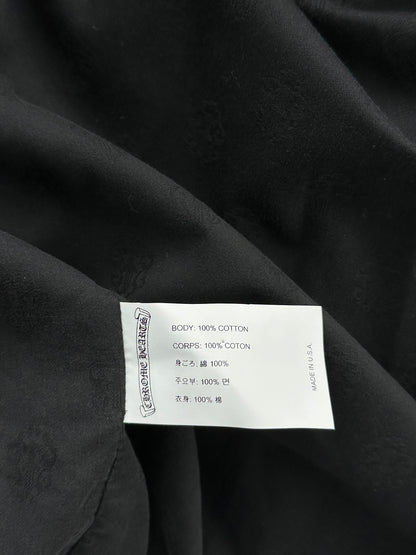 CHROME HEARTS
BODY: 100% COTTON
CORPS: 100% COTON
身ごろ: 綿 100%
주요부: 100% 면
衣身: 100% 棉
MADE IN U.S.A.